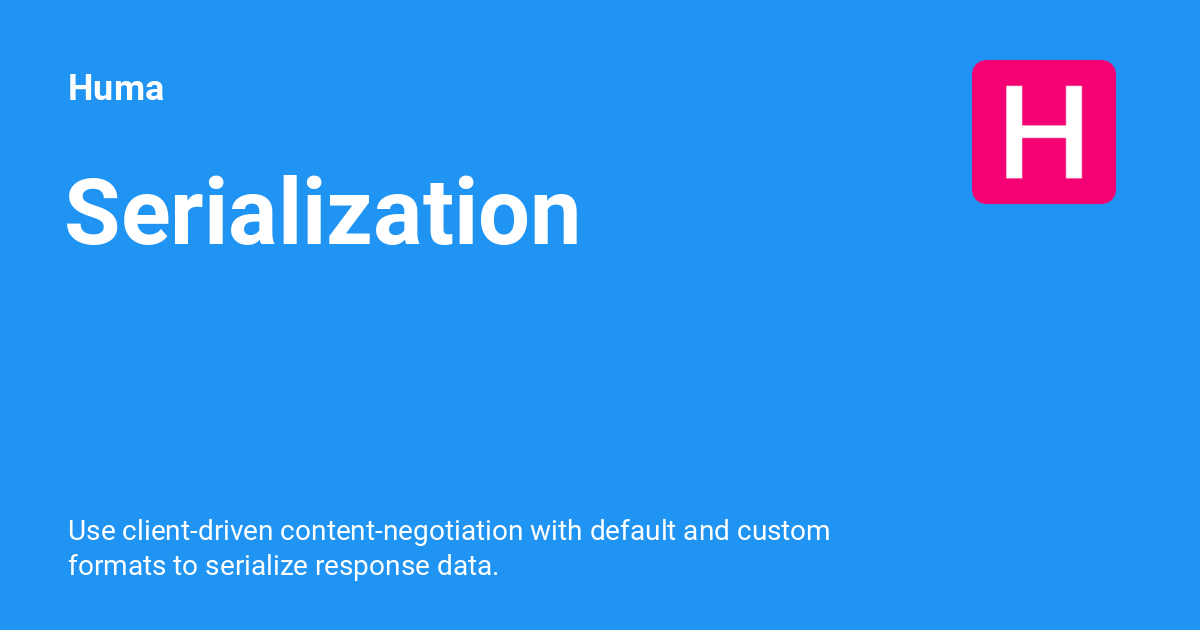 Huma
H
Serialization
Use client-driven content-negotiation with default and custom
formats to serialize response data.